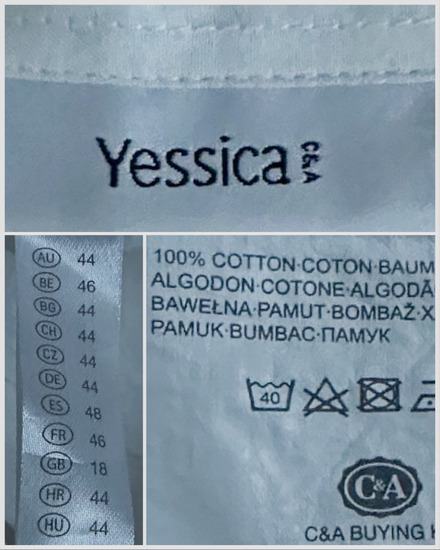 Yessica C&A
AU 44
BE 46
BG 44
CH 44
CZ 44
DE 44
ES 48
FR 46
GB 18
HR 44
HU 44
100% COTTON·COTON·BAUM
ALGODON·COTONE·ALGODÃ
BAWEŁNA·PAMUT·BOMBAŽ·X
PAMUK·BUMBAC·ПАМУК
40
C&A
C&A BUYING